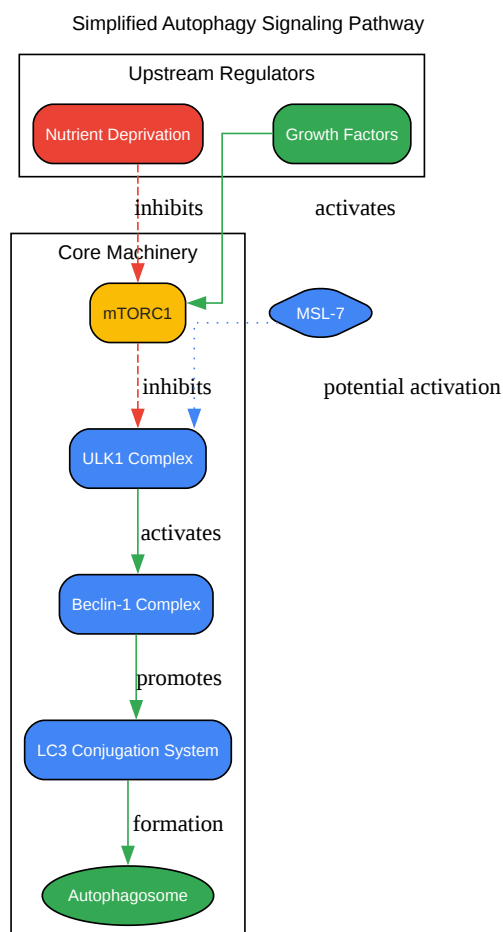 Simplified Autophagy Signaling Pathway
Upstream Regulators
Nutrient Deprivation
Growth Factors
inhibits
activates
Core Machinery
mTORC1
MSL-7
inhibits
potential activation
ULK1 Complex
activates
Beclin-1 Complex
promotes
LC3 Conjugation System
formation
Autophagosome